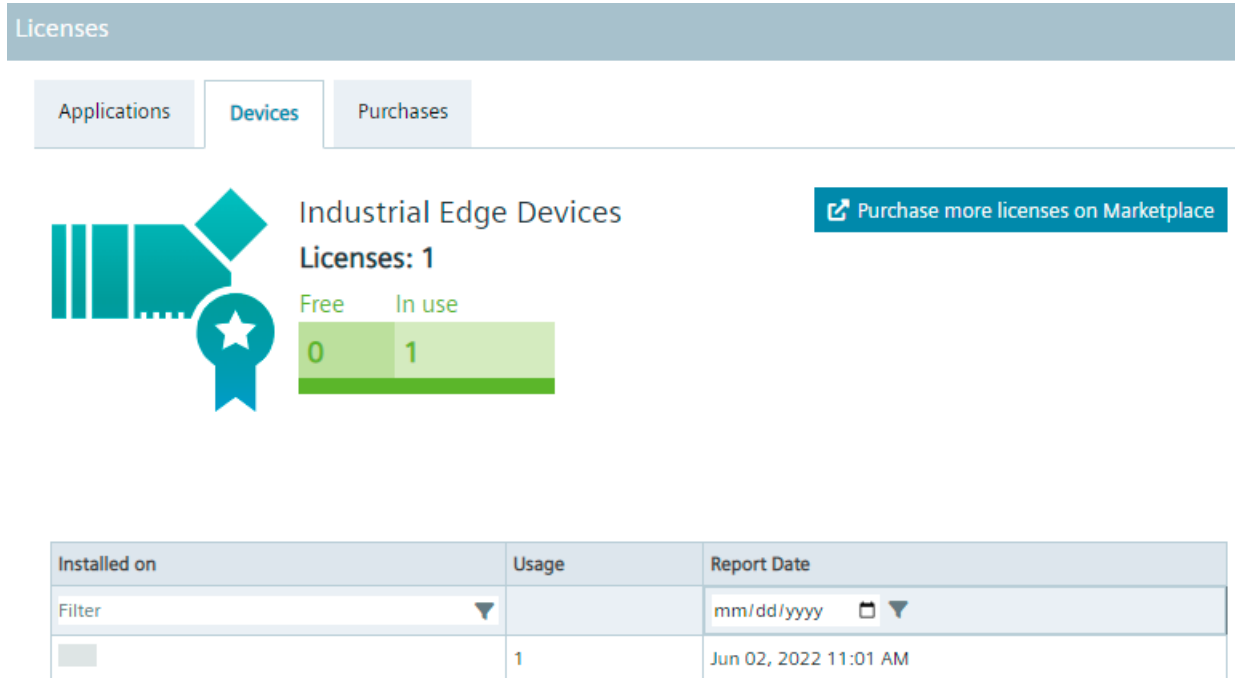 Licenses
Applications Devices Purchases
Industrial Edge Devices
Purchase more licenses on Marketplace
Licenses: 1
Free In use
0 1
Installed on Usage Report Date
Filter mm/dd/yyyy
1 Jun 02, 2022 11:01 AM